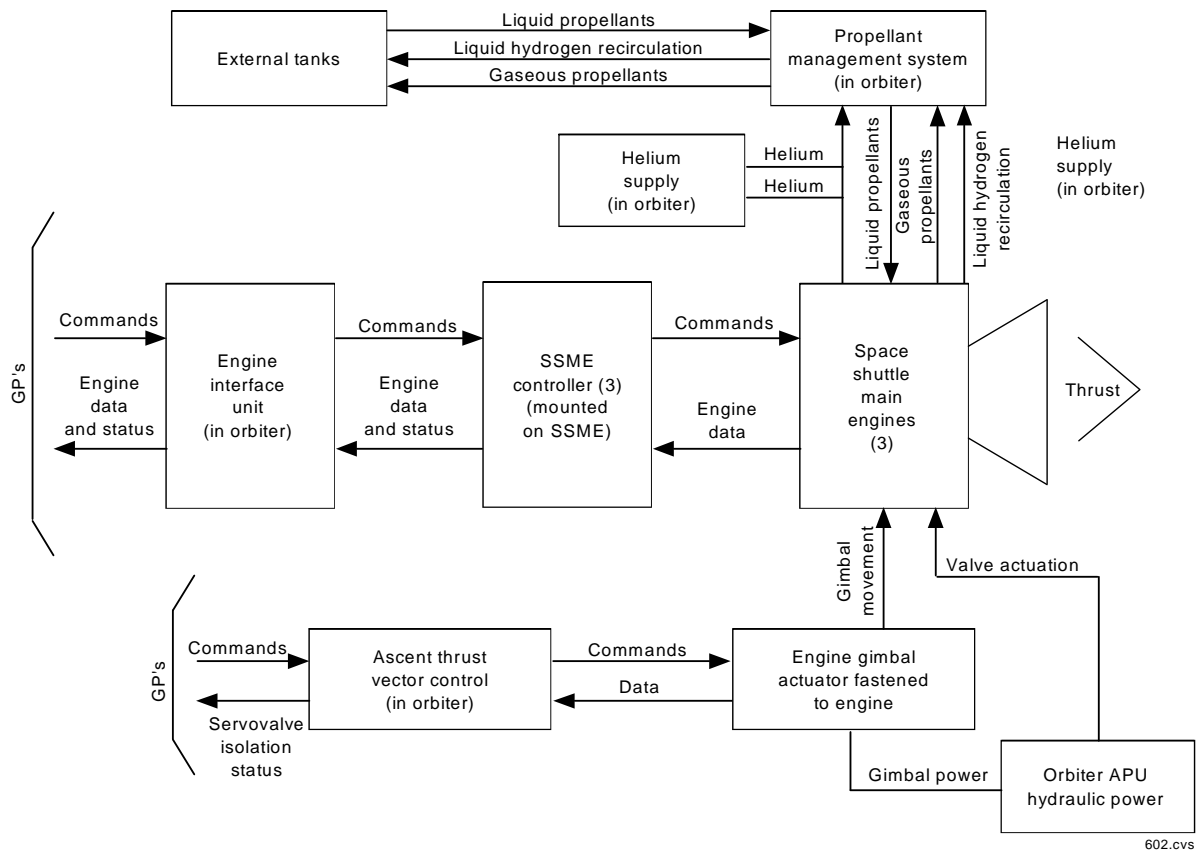 Liquid propellants
External tanks
Liquid hydrogen recirculation
Gaseous propellants
Propellant
management system
(in orbiter)
Helium
supply
(in orbiter)
Helium
Helium
Liquid propellants
Gaseous
propellants
Liquid hydrogen
recirculation
Helium
supply
(in orbiter)
GP's
Commands
Engine
data
and status
Engine
interface
unit
(in orbiter)
Commands
Engine
data
and status
SSME
controller (3)
(mounted
on SSME)
Commands
Engine
data
Space
shuttle
main
engines
(3)
Thrust
Gimbal
movement
Valve actuation
GP's
Commands
Servovalve
isolation
status
Ascent thrust
vector control
(in orbiter)
Commands
Data
Engine gimbal
actuator fastened
to engine
Gimbal power
Orbiter APU
hydraulic power
602.cvs